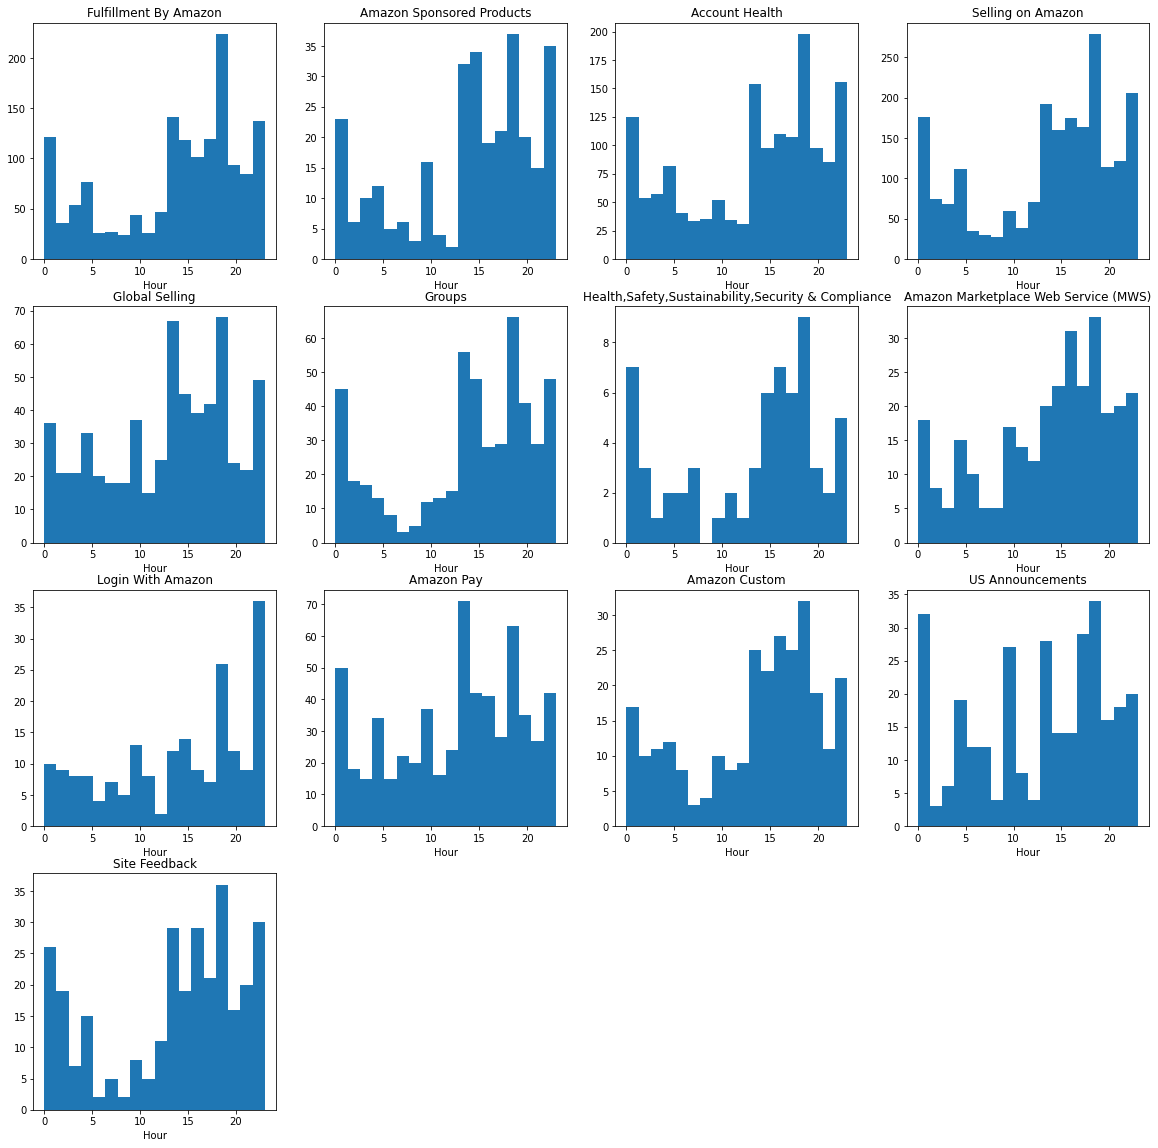 Fulfillment By Amazon
200
150
100
50
0
0 5 10 15 20
Hour
Amazon Sponsored Products
35
30
25
20
15
10
5
0
0 5 10 15 20
Hour
Account Health
200
175
150
125
100
75
50
25
0
0 5 10 15 20
Hour
Selling on Amazon
250
200
150
100
50
0
0 5 10 15 20
Hour
Global Selling
70
60
50
40
30
20
10
0
0 5 10 15 20
Hour
Groups
60
50
40
30
20
10
0
0 5 10 15 20
Hour
Health,Safety,Sustainability,Security & Compliance
8
6
4
2
0
0 5 10 15 20
Hour
Amazon Marketplace Web Service (MWS)
30
25
20
15
10
5
0
0 5 10 15 20
Hour
Login With Amazon
35
30
25
20
15
10
5
0
0 5 10 15 20
Hour
Amazon Pay
70
60
50
40
30
20
10
0
0 5 10 15 20
Hour
Amazon Custom
30
25
20
15
10
5
0
0 5 10 15 20
Hour
US Announcements
35
30
25
20
15
10
5
0
0 5 10 15 20
Hour
Site Feedback
35
30
25
20
15
10
5
0
0 5 10 15 20
Hour